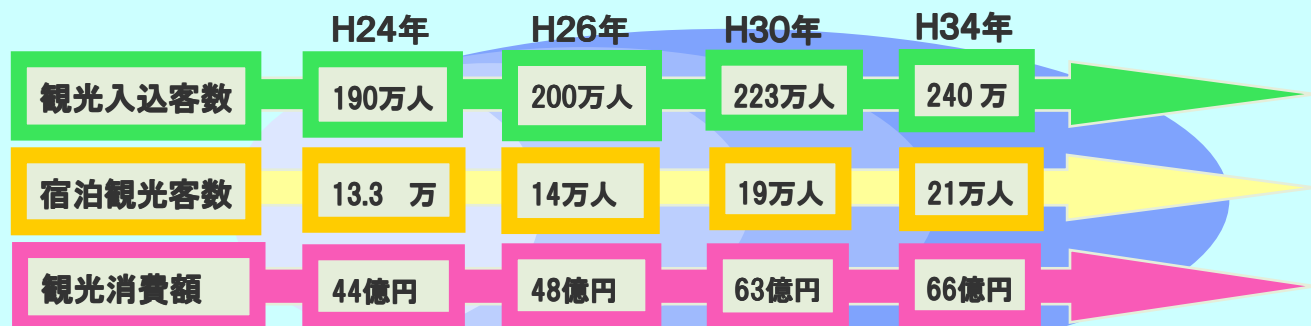 H24年 H26年 H30年 H34年
観光入込客数 190万人 200万人 223万人 240 万
宿泊観光客数 13.3 万 14万人 19万人 21万人
観光消費額 44億円 48億円 63億円 66億円